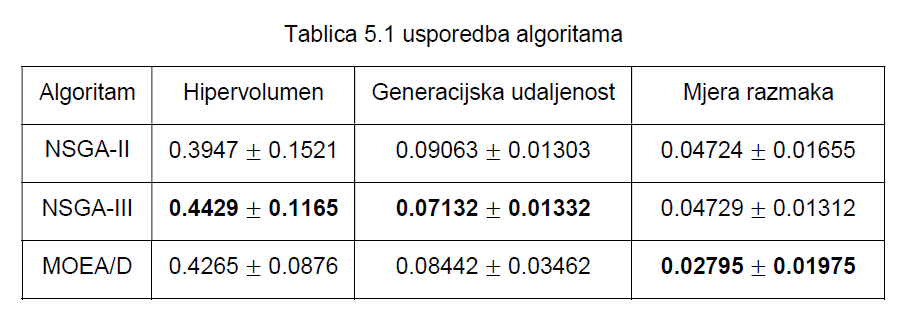 Tablica 5.1 usporedba algoritama
Algoritam Hipervolumen Generacijska udaljenost Mjera razmaka
NSGA-II 0.3947 ± 0.1521 0.09063 ± 0.01303 0.04724 ± 0.01655
NSGA-III 0.4429 ± 0.1165 0.07132 ± 0.01332 0.04729 ± 0.01312
MOEA/D 0.4265 ± 0.0876 0.08442 ± 0.03462 0.02795 ± 0.01975